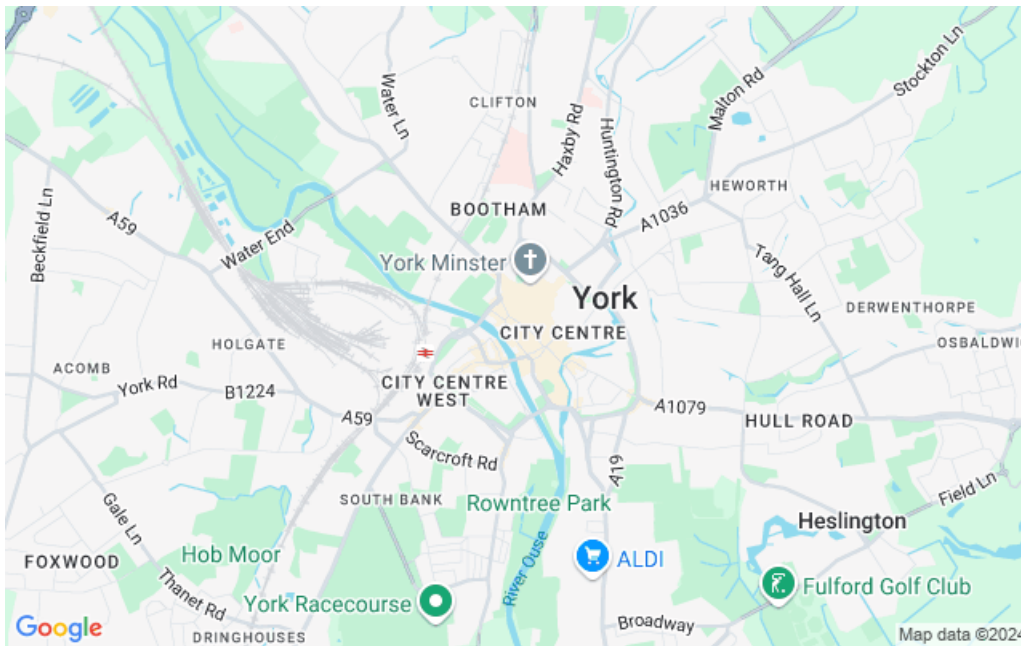 Stockton Ln
Malton Rd
Water Ln
CLIFTON
Haxby Rd
Huntington Rd
HEWORTH
Beckfield Ln
A59
BOOTHAM
A1036
Water End
York Minster
Tang Hall Ln
York
DERWENTHORPE
CITY CENTRE
HOLGATE
OSBALDWIC
ACOMB
York Rd
B1224
CITY CENTRE
WEST
A59
A1079
HULL ROAD
Scarcroft Rd
A19
SOUTH BANK
Rowntree Park
Field Ln
Gale Ln
Heslington
FOXWOOD
Hob Moor
ALDI
River Ouse
Thanet Rd
York Racecourse
Fulford Golf Club
Broadway
Google
DRINGHOUSES
Map data ©2024